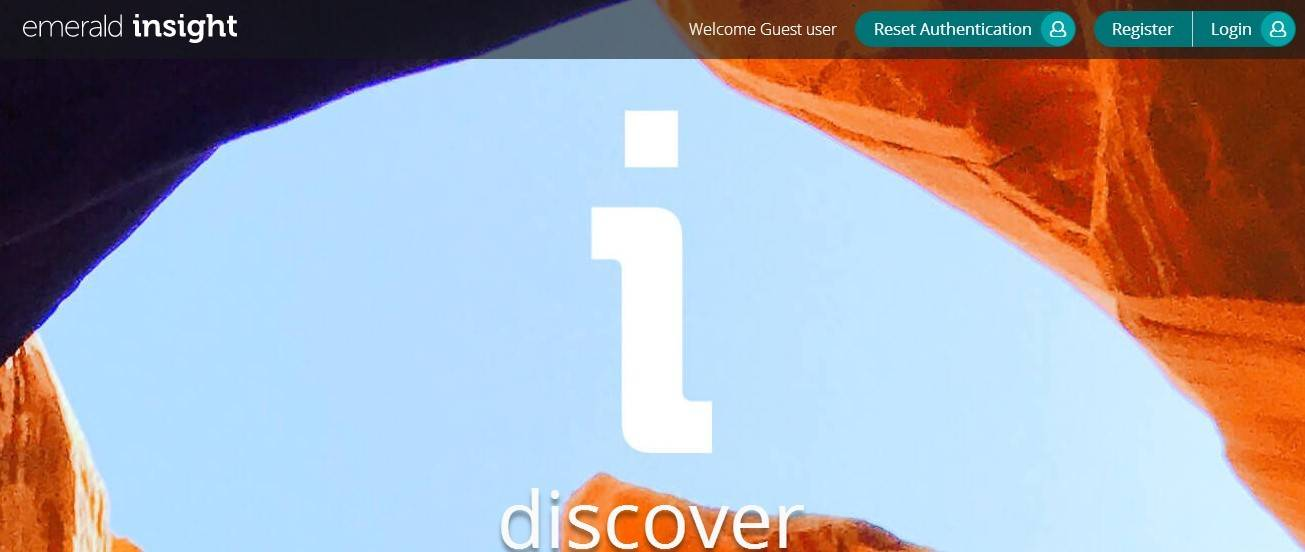 emerald insight Welcome Guest user Reset Authentication Register Login
i
discover